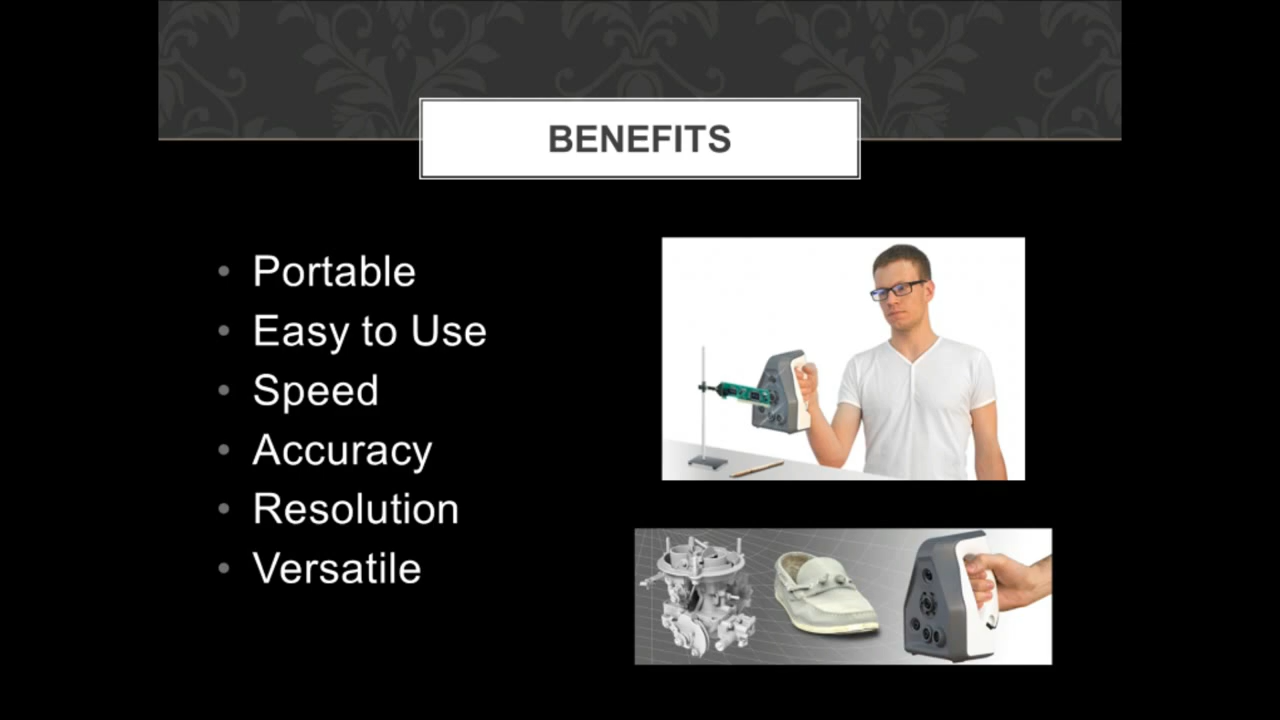 BENEFITS
• Portable
• Easy to Use
• Speed
• Accuracy
• Resolution
• Versatile